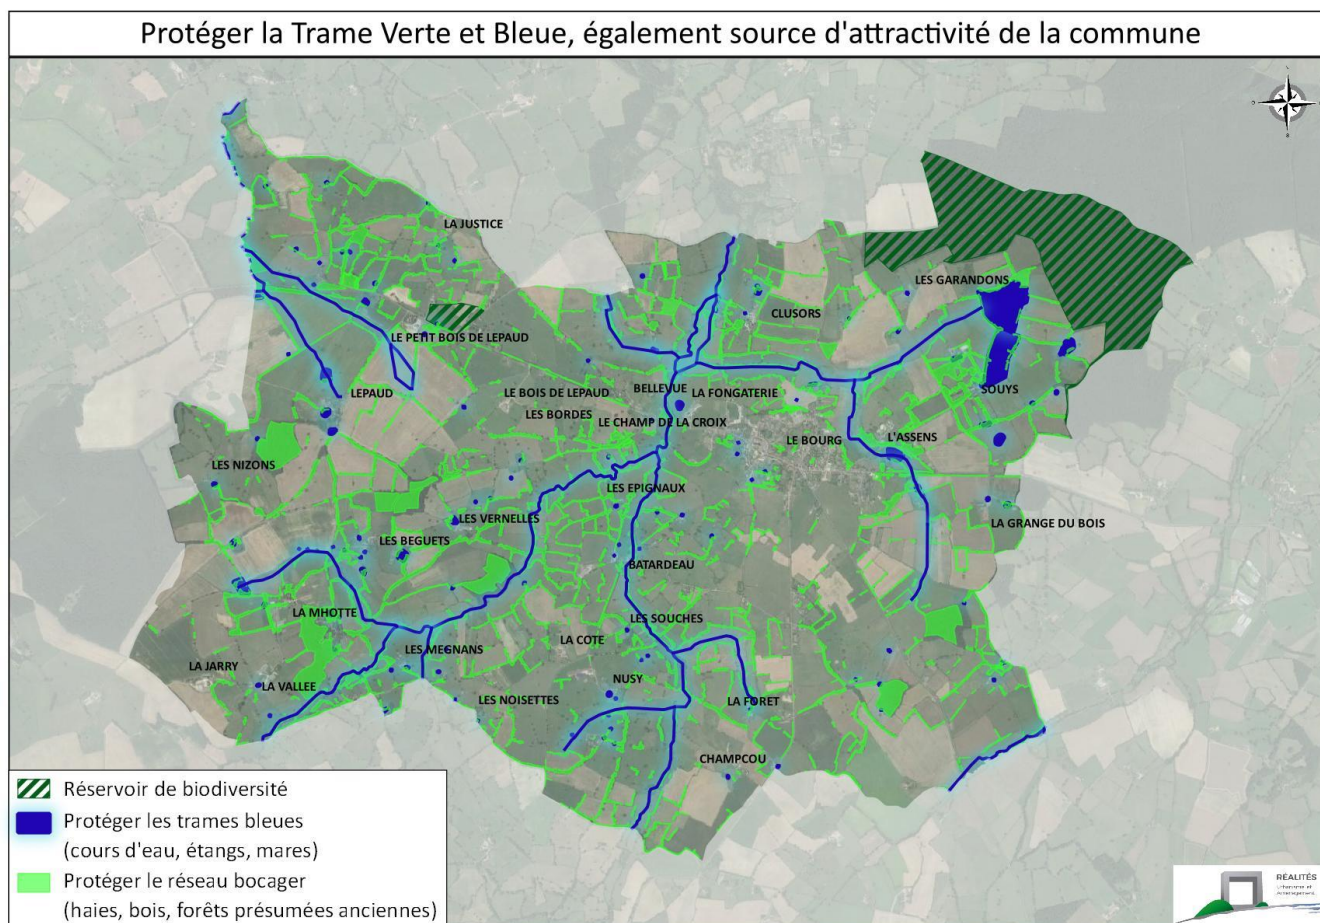 Protéger la Trame Verte et Bleue, également source d'attractivité de la commune
LA JUSTICE
LES GARANDONS
CLUSORS
LE PETIT BOIS DE LEPAUD
LEPAUD
LE BOIS DE LEPAUD
BELLEVUE
LA FONGATERIE
SOUYS
LES BORDES
LE CHAMP DE LA CROIX
LE BOURG
L'ASSENS
LES NIZONS
LES EPIGNAUX
LES VERNELLES
LA GRANGE DU BOIS
LES BEGUETS
BATARDEAU
LA MHOTTE
LES SOUCHES
LA COTE
LES MEGNANS
LA JARRY
LA VALLEE
NUSY
LES NOISETTES
LA FORET
CHAMPCOU
Réservoir de biodiversité
Protéger les trames bleues
(cours d'eau, étangs, mares)
Protéger le réseau bocager
(haies, bois, forêts présumées anciennes)
RÉALITÉS
Urbanisme et
Aménagement